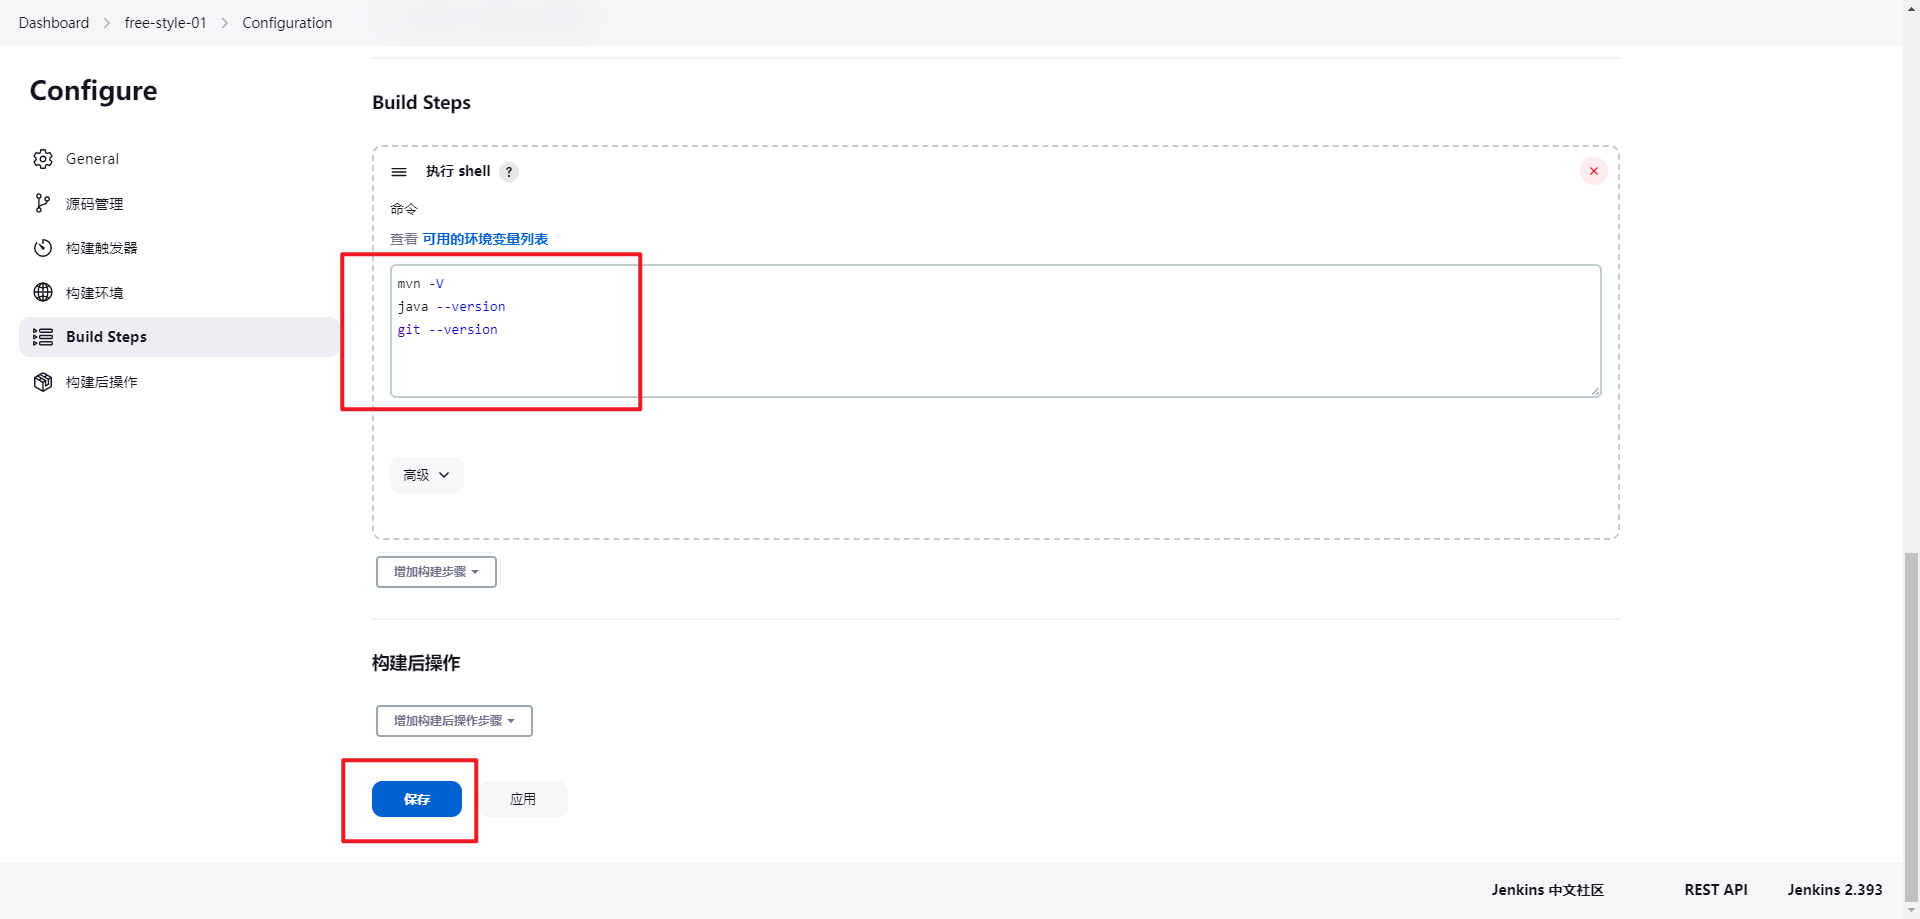 Dashboard > free-style-01 > Configuration
Configure
General
源码管理
构建触发器
构建环境
Build Steps
构建后操作
Build Steps
执行 shell ?
命令
查看 可用的环境变量列表
mvn -V
java --version
git --version
高级
增加构建步骤
构建后操作
增加构建后操作步骤
保存 应用
Jenkins 中文社区 REST API Jenkins 2.393